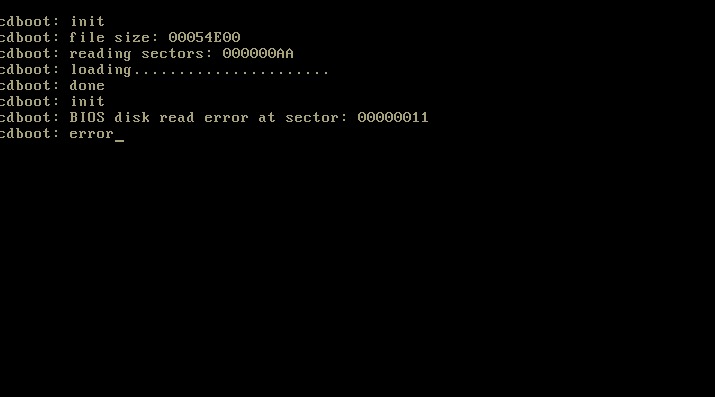 cdboot: init
cdboot: file size: 00054E00
cdboot: reading sectors: 000000AA
cdboot: loading......................
cdboot: done
cdboot: init
cdboot: BIOS disk read error at sector: 00000011
cdboot: error_